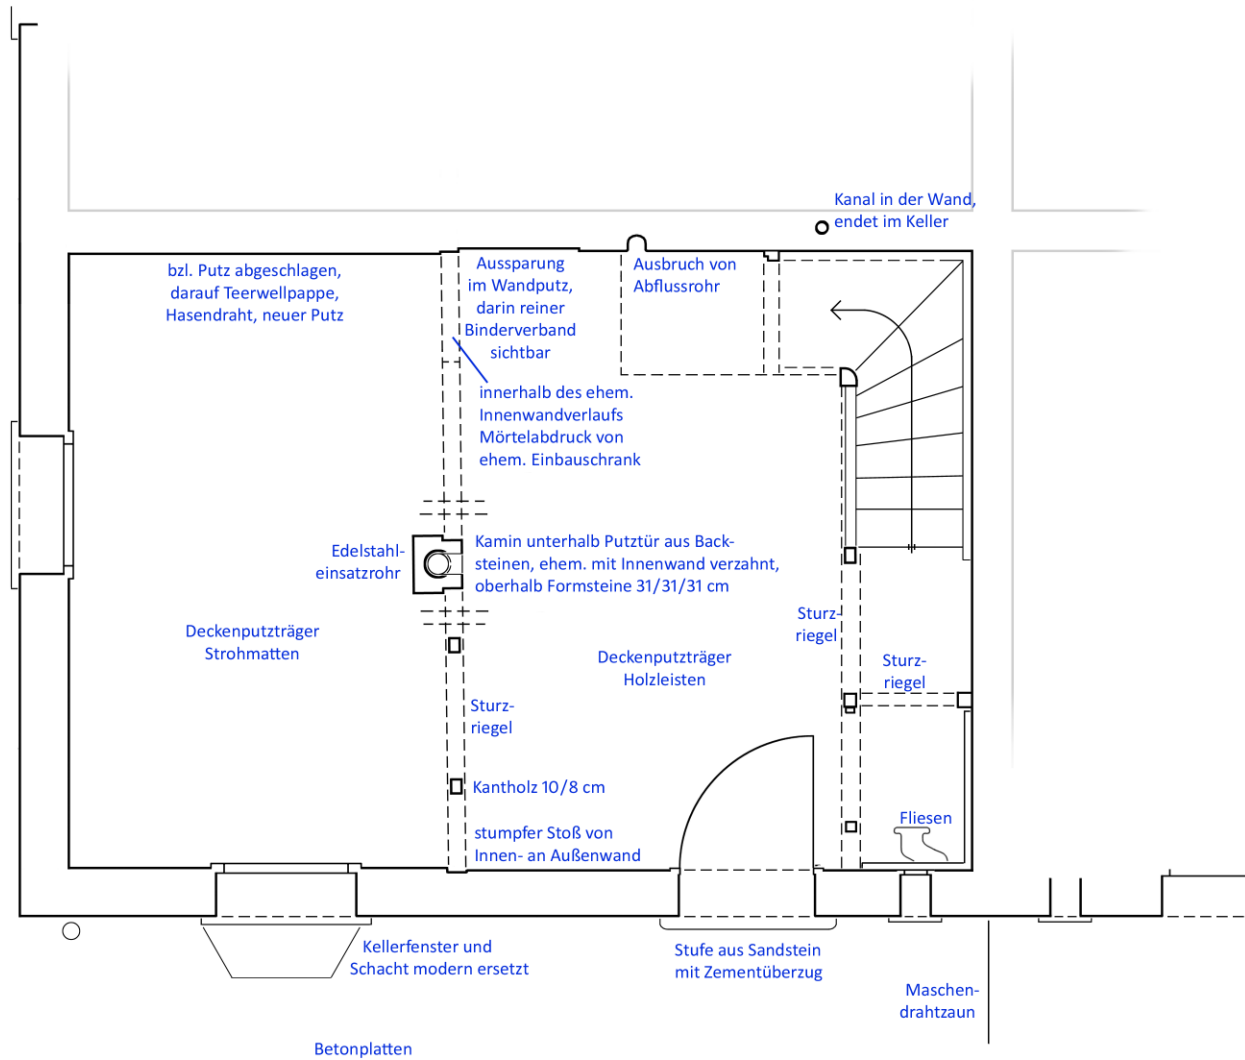 Kanal in der Wand,
endet im Keller
bzl. Putz abgeschlagen,
darauf Teerwellpappe,
Hasendraht, neuer Putz
Aussparung
im Wandputz,
darin reiner
Binderverband
sichtbar
Ausbruch von
Abflussrohr
innerhalb des ehem.
Innenwandverlaufs
Mörtelabdruck von
ehem. Einbauschrank
Edelstahl-
einsatzrohr
Kamin unterhalb Putztür aus Back-
steinen, ehem. mit Innenwand verzahnt,
oberhalb Formsteine 31/31/31 cm
Deckenputzträger
Strohmatten
Deckenputzträger
Holzleisten
Sturz-
riegel
Sturz-
riegel
Sturz-
riegel
Kantholz 10/8 cm
stumpfer Stoß von
Innen- an Außenwand
Fliesen
Kellerfenster und
Schacht modern ersetzt
Stufe aus Sandstein
mit Zementüberzug
Maschen-
drahtzaun
Betonplatten